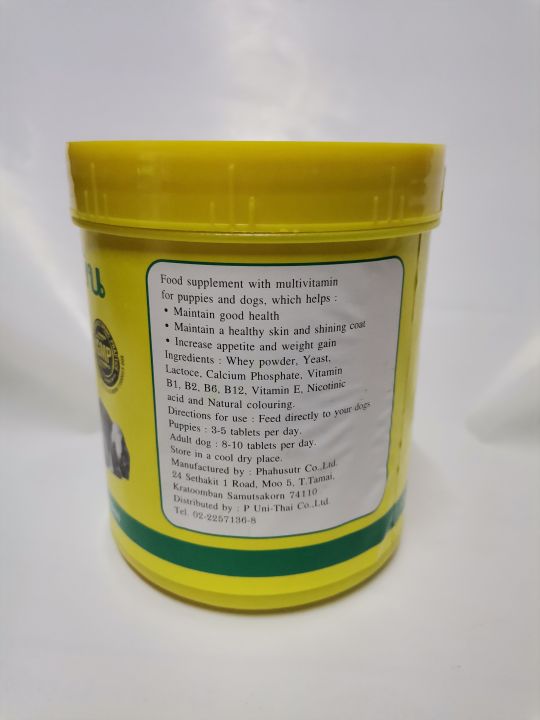 Food supplement with multivitamin
for puppies and dogs, which helps :
• Maintain good health
• Maintain a healthy skin and shining coat
• Increase appetite and weight gain
Ingredients : Whey powder, Yeast,
Lactoce, Calcium Phosphate, Vitamin
B1, B2, B6, B12, Vitamin E, Nicotinic
acid and Natural colouring.
Directions for use : Feed directly to your dogs
Puppies : 3-5 tablets per day.
Adult dog : 8-10 tablets per day.
Store in a cool dry place.
Manufactured by : Phahusutr Co.,Ltd.
24 Sethakit 1 Road, Moo 5, T.Tamai,
Kratoomban Samutsakorn 74110
Distributed by : P Uni-Thai Co.,Ltd.
Tel. 02-2257136-8